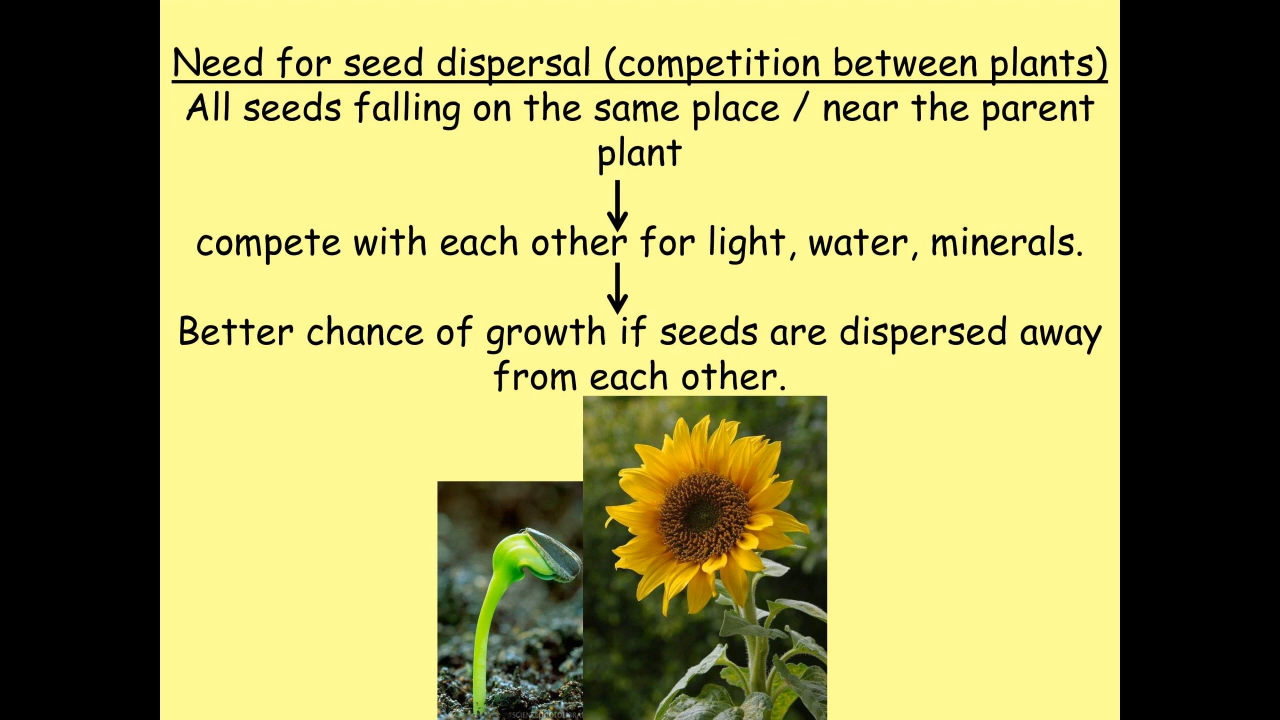 Need for seed dispersal (competition between plants)
All seeds falling on the same place / near the parent
plant
compete with each other for light, water, minerals.
Better chance of growth if seeds are dispersed away
from each other.